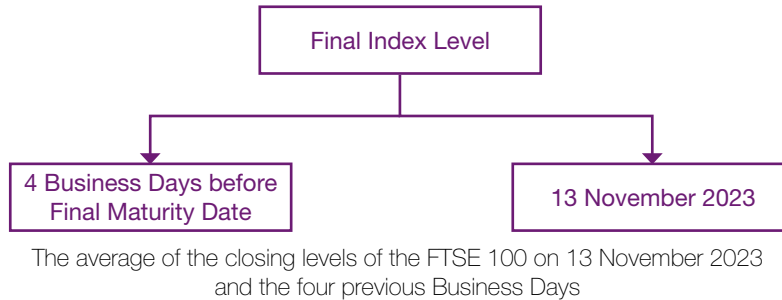 Final Index Level
4 Business Days before
Final Maturity Date
13 November 2023
The average of the closing levels of the FTSE 100 on 13 November 2023
and the four previous Business Days